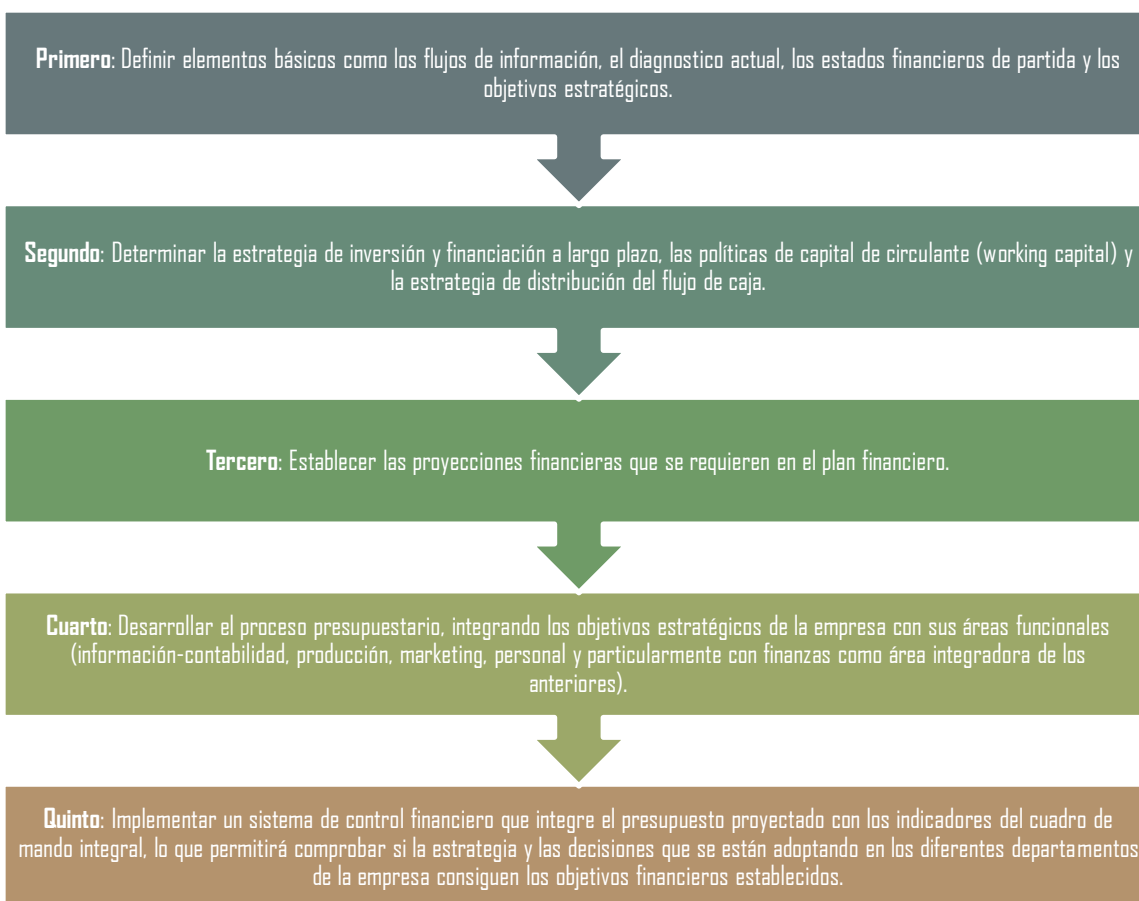 Primero: Definir elementos básicos como los flujos de información, el diagnostico actual, los estados financieros de partida y los
objetivos estratégicos.
Segundo: Determinar la estrategia de inversión y financiación a largo plazo, las políticas de capital de circulante (working capital) y
la estrategia de distribución del flujo de caja.
Tercero: Establecer las proyecciones financieras que se requieren en el plan financiero.
Cuarto: Desarrollar el proceso presupuestario, integrando los objetivos estratégicos de la empresa con sus áreas funcionales
(información-contabilidad, producción, marketing, personal y particularmente con finanzas como área integradora de los
anteriores).
Quinto: Implementar un sistema de control financiero que integre el presupuesto proyectado con los indicadores del cuadro de
mando integral, lo que permitirá comprobar si la estrategia y las decisiones que se están adoptando en los diferentes departamentos
de la empresa consiguen los objetivos financieros establecidos.